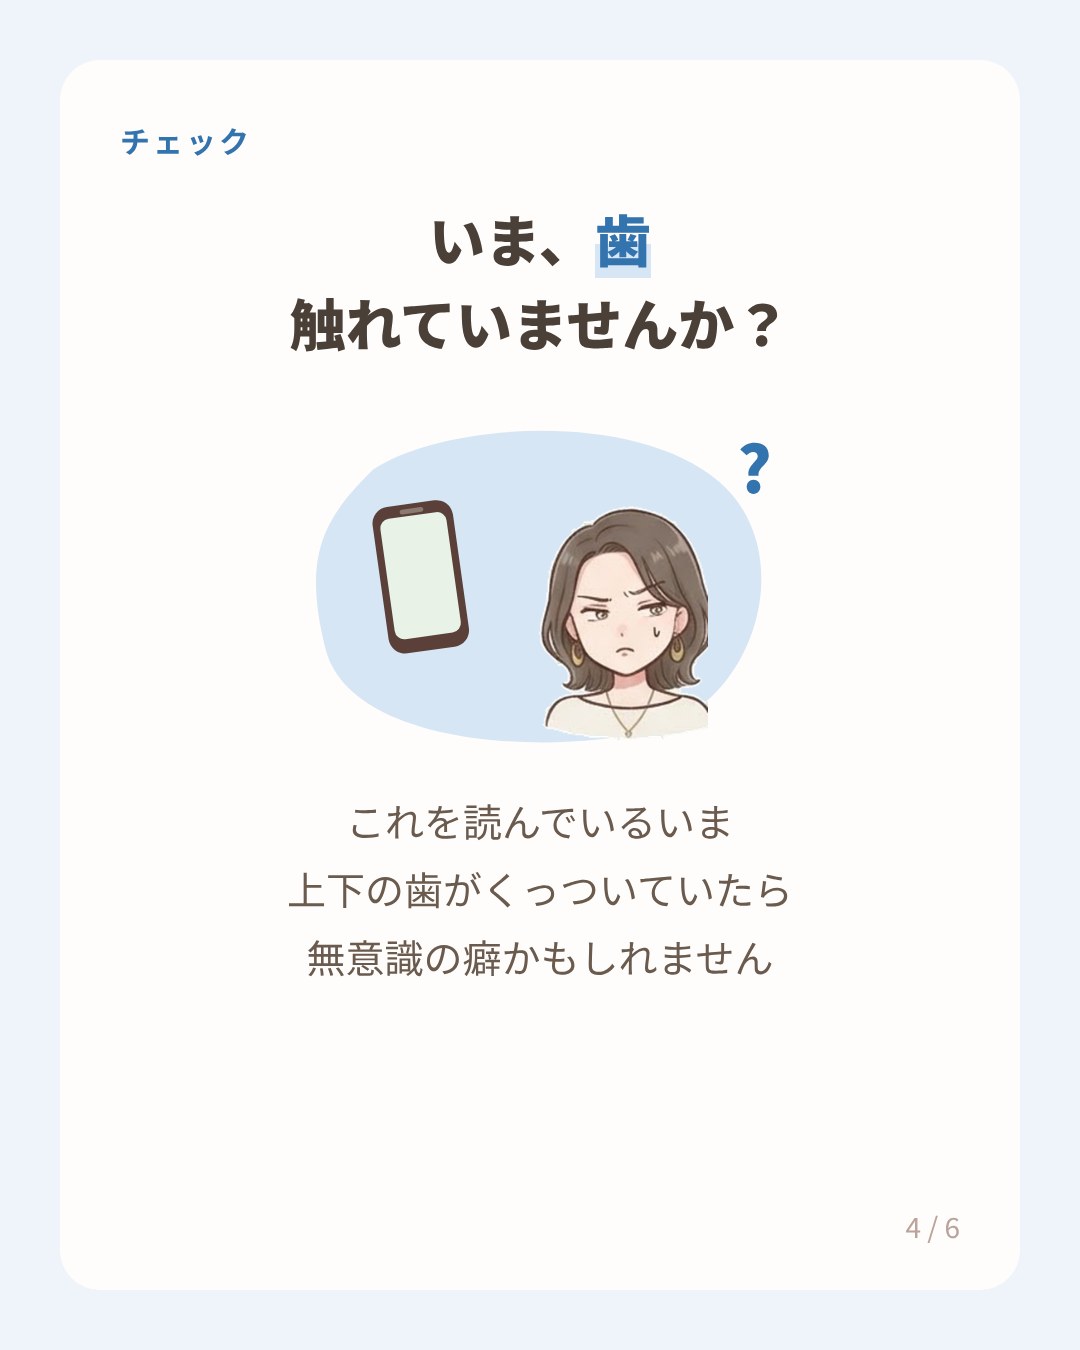 チェック
いま、歯
触れていませんか？
?
これを読んでいるいま
上下の歯がくっついていたら
無意識の癖かもしれません
4 / 6